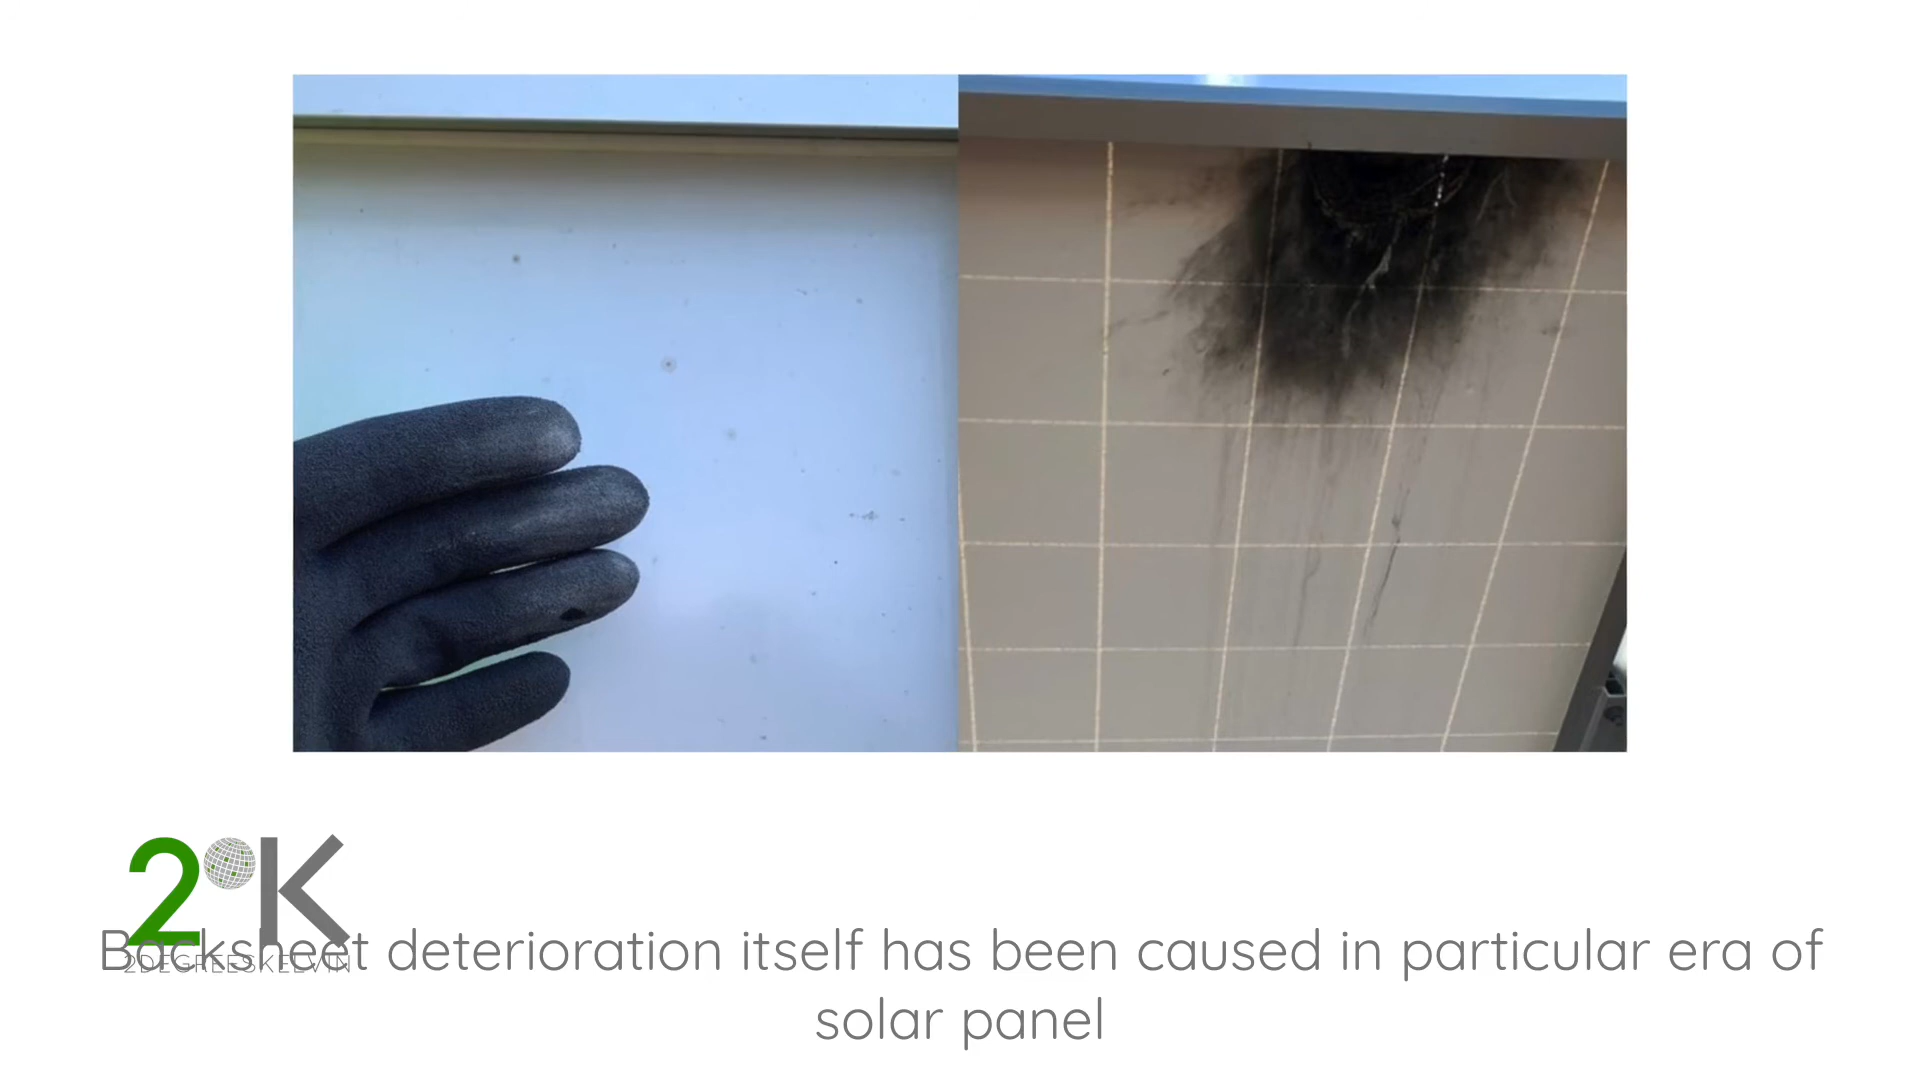 2°K
2DEGREESKELVIN
Backsheet deterioration itself has been caused in particular era of
solar panel